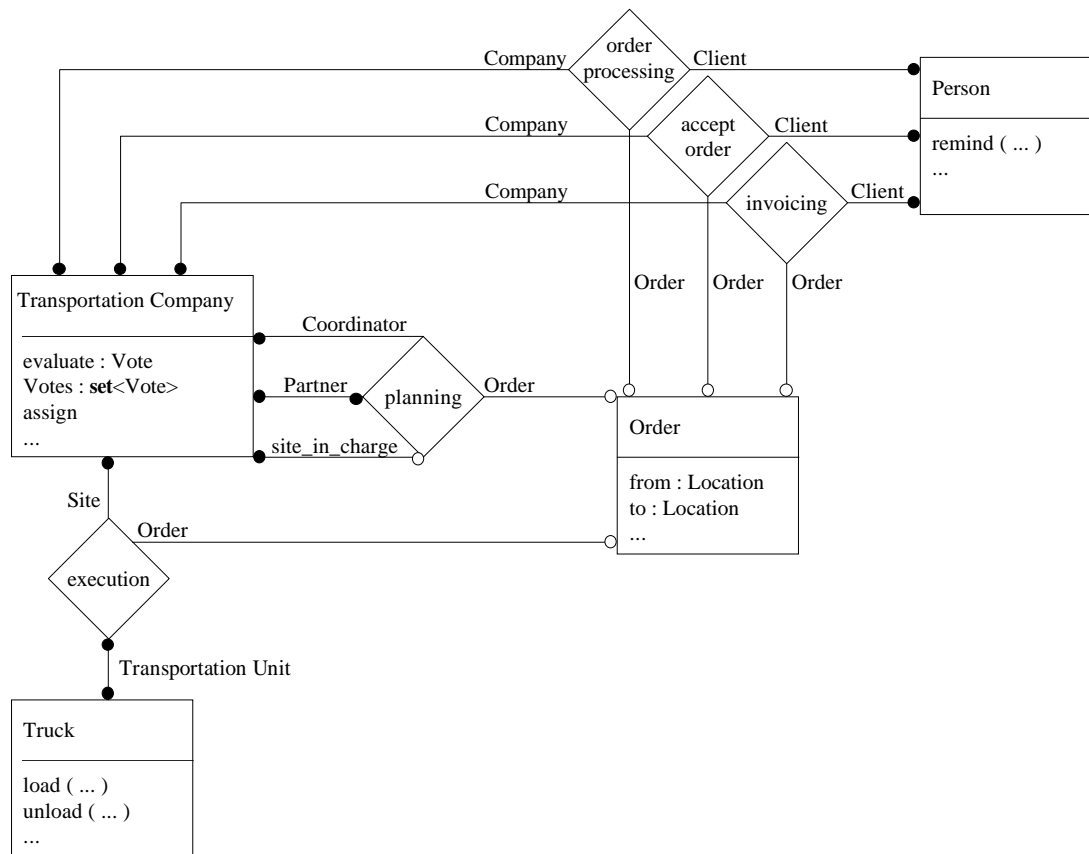 order
processing
Company
Client
Person
remind ( ... )
...
accept
order
Company
Client
invoicing
Company
Client
Order
Order
Order
Transportation Company
evaluate : Vote
Votes : set<Vote>
assign
...
Coordinator
Partner
planning
Order
site_in_charge
Order
from : Location
to : Location
...
Site
Order
execution
Transportation Unit
Truck
load ( ... )
unload ( ... )
...